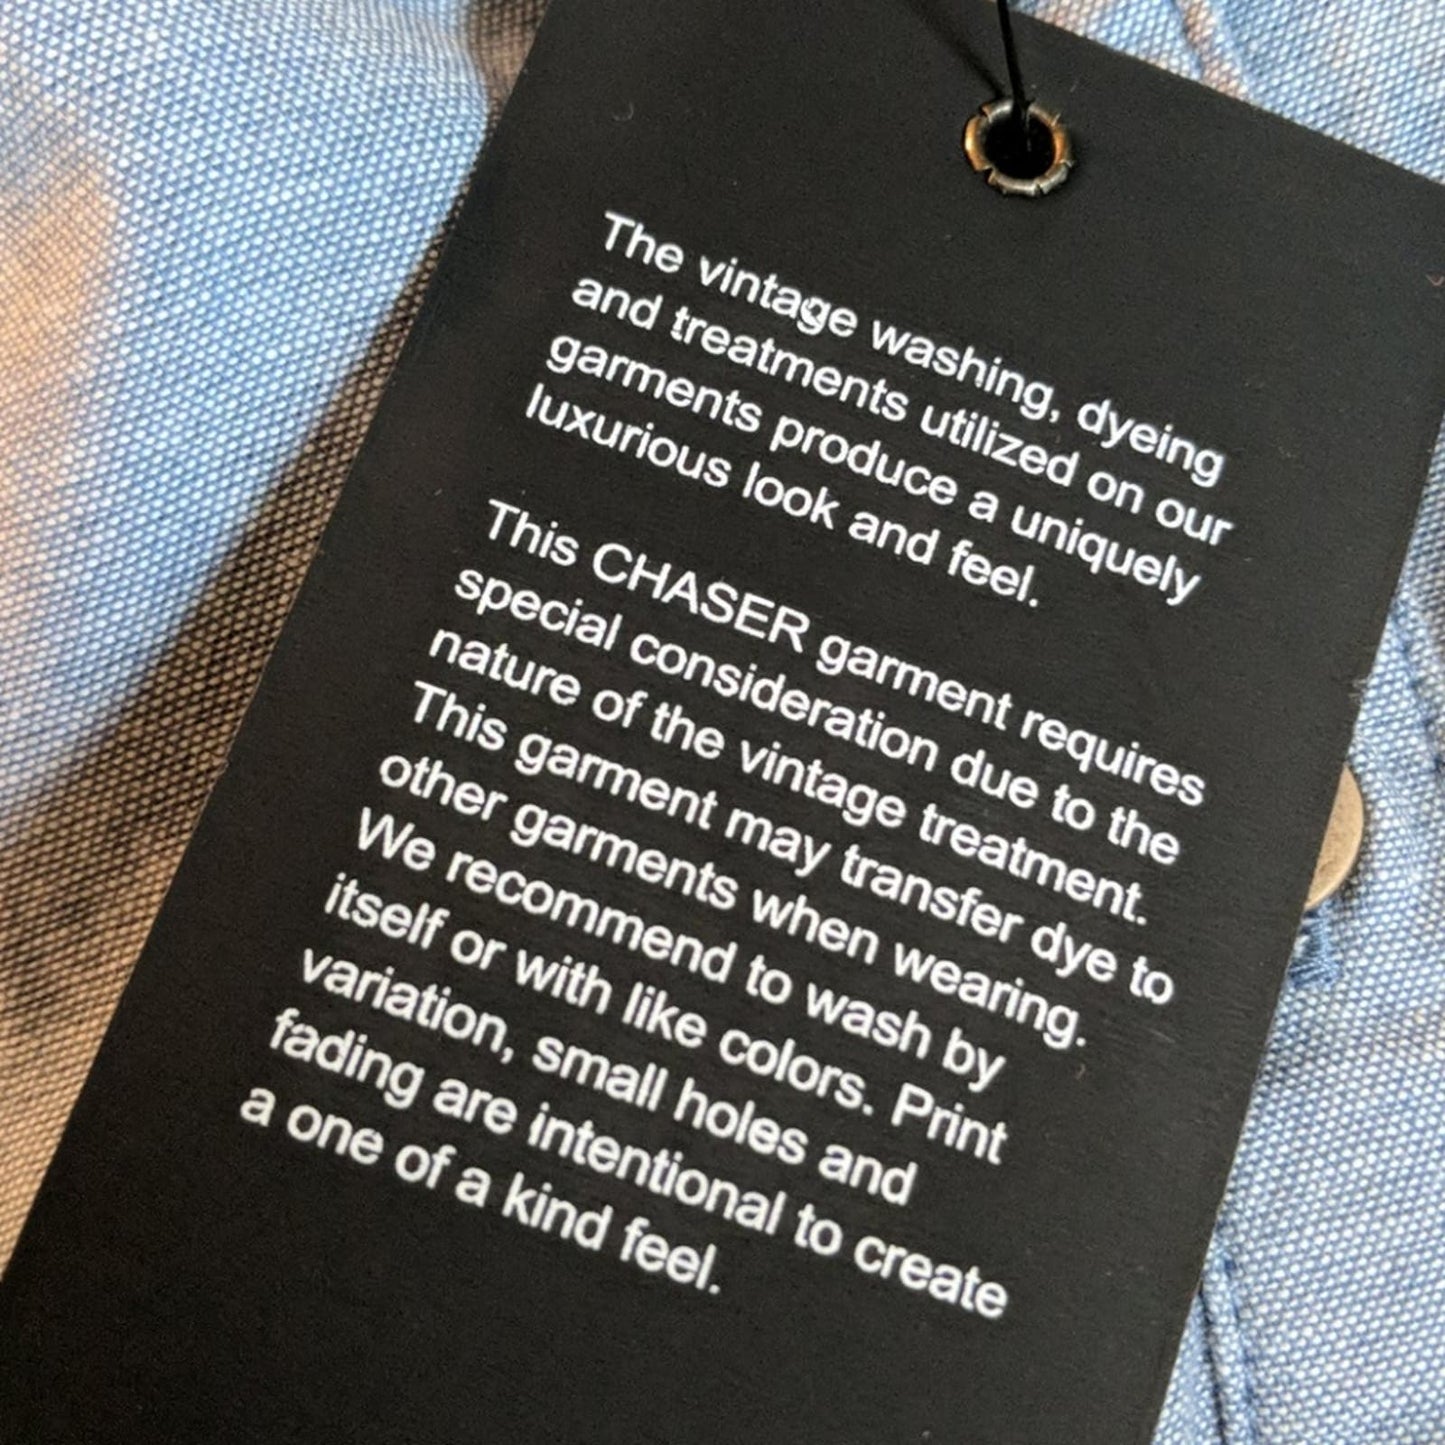 The vintage washing, dyeing
and treatments utilized on our
garments produce a uniquely
luxurious look and feel.
This CHASER garment requires
special consideration due to the
nature of the vintage treatment.
This garment may transfer dye to
other garments when wearing.
We recommend to wash by
itself or with like colors. Print
variation, small holes and
fading are intentional to create
a one of a kind feel.